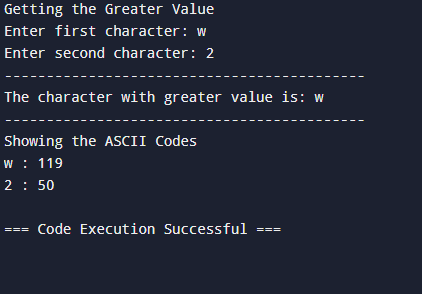 Getting the Greater Value
Enter first character: w
Enter second character: 2
-------------------------------------------
The character with greater value is: w
-------------------------------------------
Showing the ASCII Codes
w : 119
2 : 50
=== Code Execution Successful ===